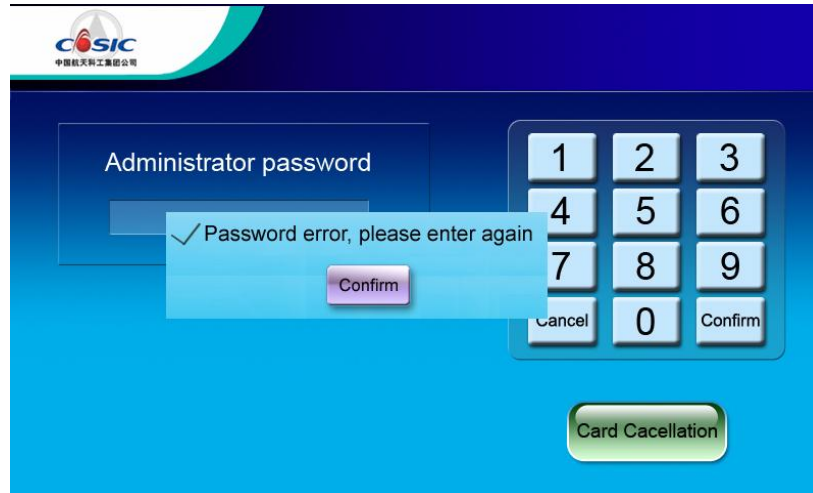 COSIC
中国航天科工集团公司
Administrator password
Password error, please enter again
Confirm
1 2 3
4 5 6
7 8 9
Cancel 0 Confirm
Card Cacellation